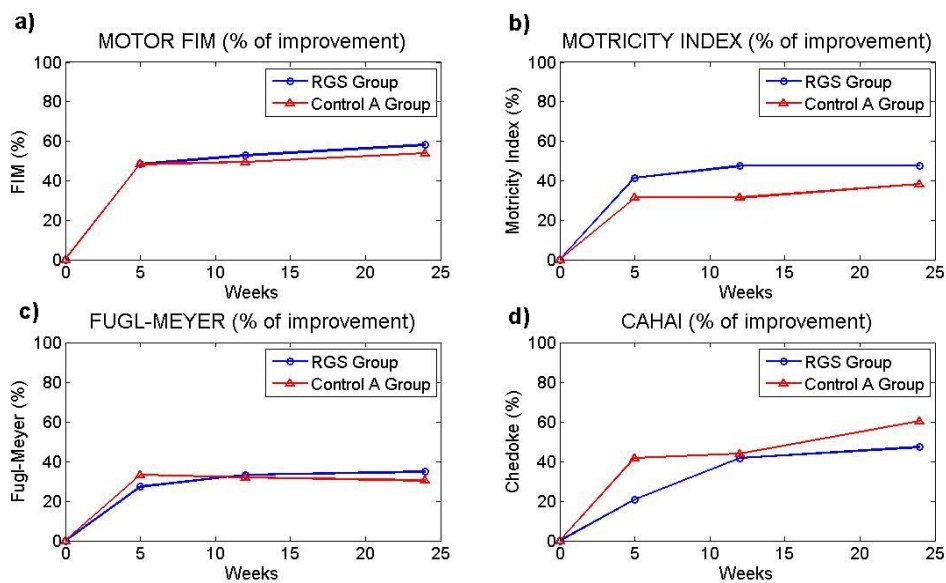 a)
MOTOR FIM (% of improvement)
100
80
60
40
20
0
FIM (%)
RGS Group
Control A Group
0 5 10 15 20 25
Weeks
b)
MOTRICITY INDEX (% of improvement)
100
80
60
40
20
0
Motricity Index (%)
RGS Group
Control A Group
0 5 10 15 20 25
Weeks
c)
FUGL-MEYER (% of improvement)
100
80
60
40
20
0
Fugl-Meyer (%)
RGS Group
Control A Group
0 5 10 15 20 25
Weeks
d)
CAHAI (% of improvement)
100
80
60
40
20
0
Chedoke (%)
RGS Group
Control A Group
0 5 10 15 20 25
Weeks